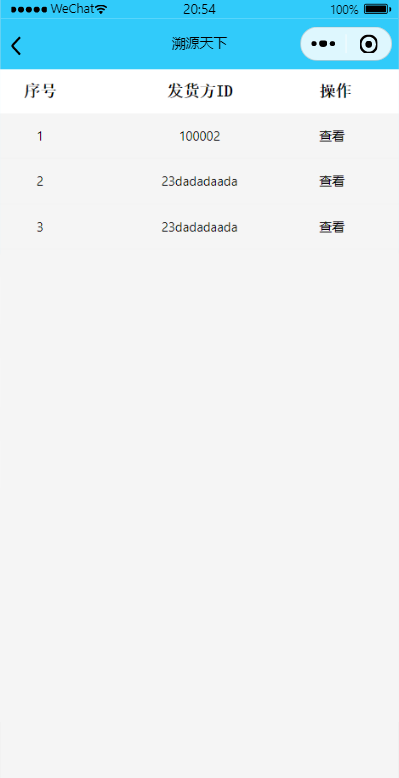 WeChat 20:54 100%
溯源天下
序号 发货方ID 操作
1 100002 查看
2 23dadadaada 查看
3 23dadadaada 查看